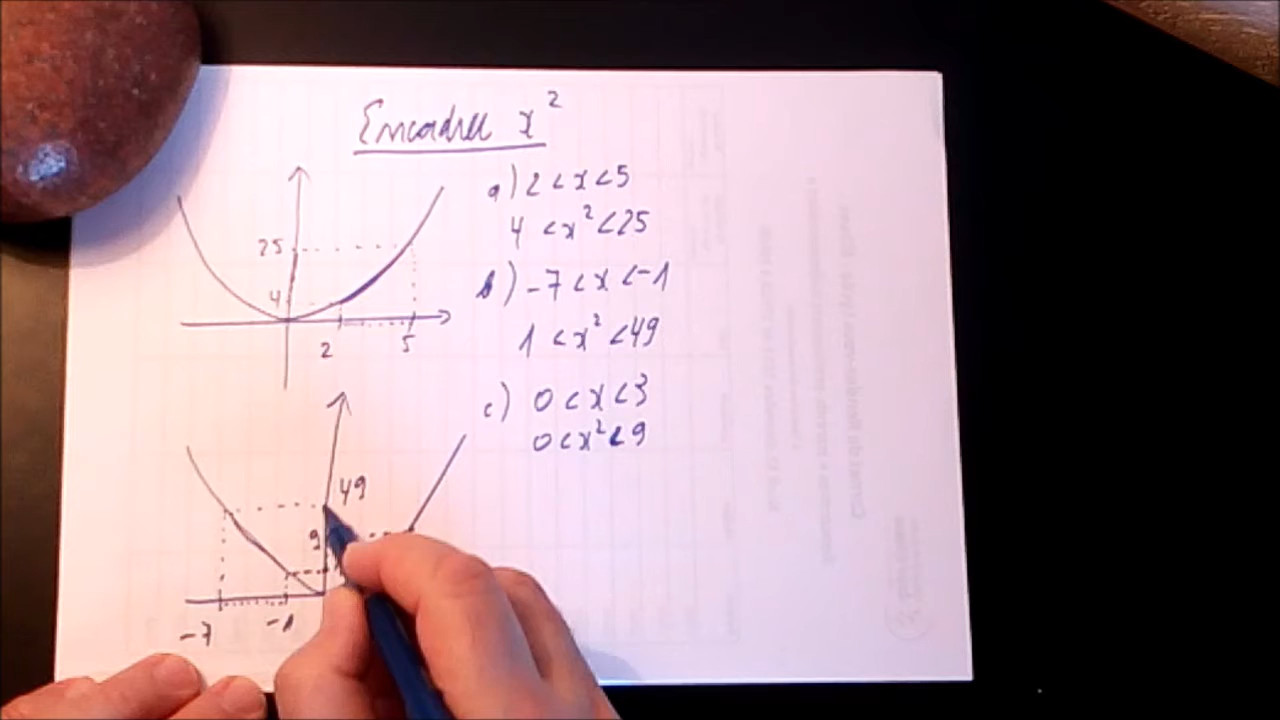 Encadrer x²
a) 2 < x < 5
4 < x² < 25
b) -7 < x < -1
1 < x² < 49
c) 0 < x < 3
0 < x² < 9
25
4
2 5
49
9
-7 -1